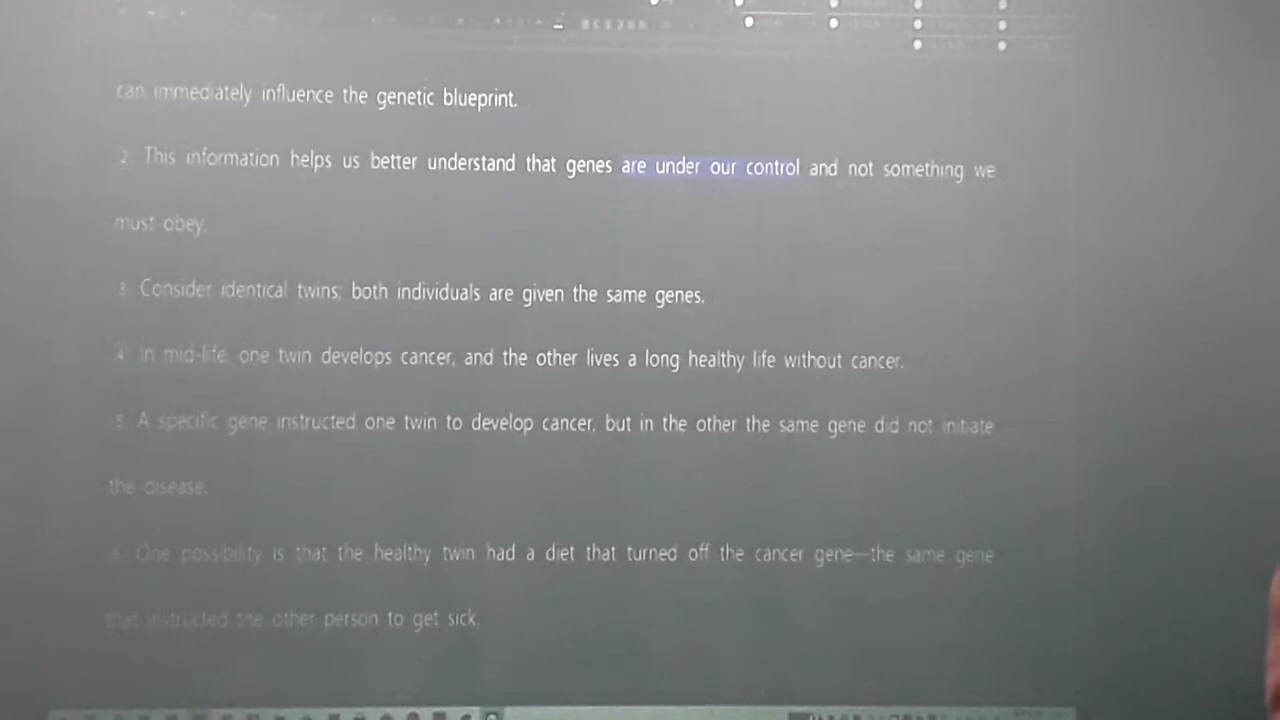 can immediately influence the genetic blueprint.
2 This information helps us better understand that genes are under our control and not something we
must obey.
3 Consider identical twins; both individuals are given the same genes.
4 In mid-life, one twin develops cancer, and the other lives a long healthy life without cancer.
5 A specific gene instructed one twin to develop cancer, but in the other the same gene did not initiate
the disease.
6 One possibility is that the healthy twin had a diet that turned off the cancer gene—the same gene
that instructed the other person to get sick.